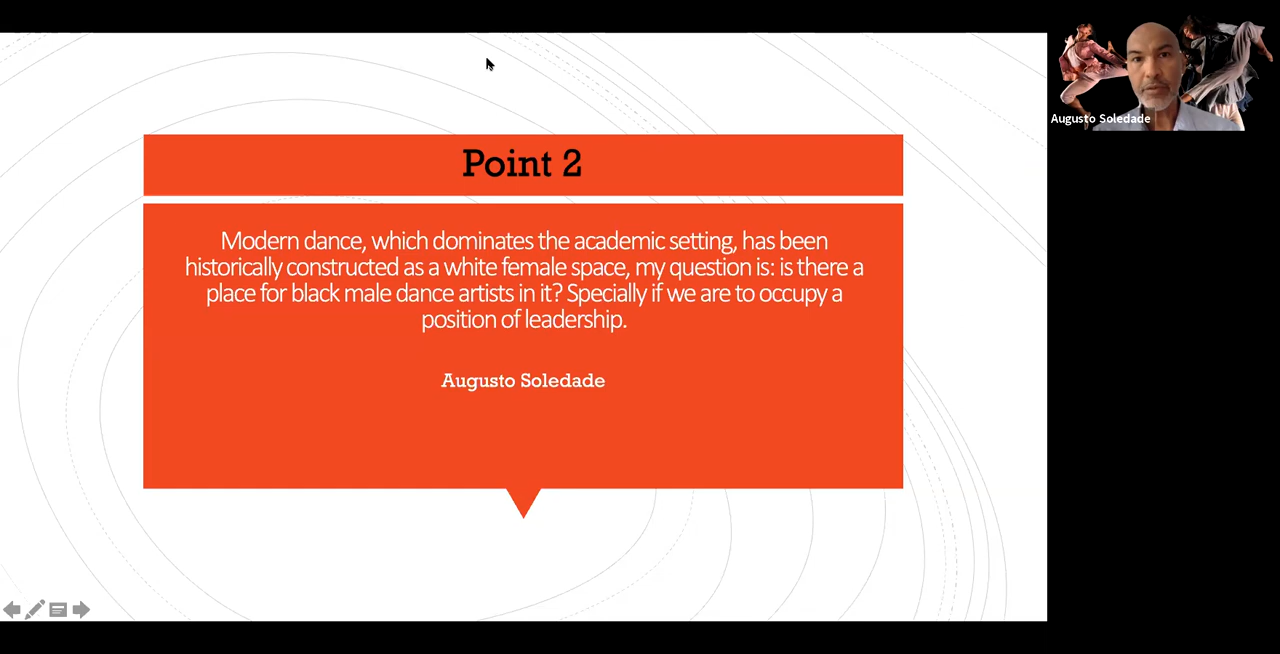 Point 2
Modern dance, which dominates the academic setting, has been
historically constructed as a white female space, my question is: is there a
place for black male dance artists in it? Specially if we are to occupy a
position of leadership.
Augusto Soledade
Augusto Soledade